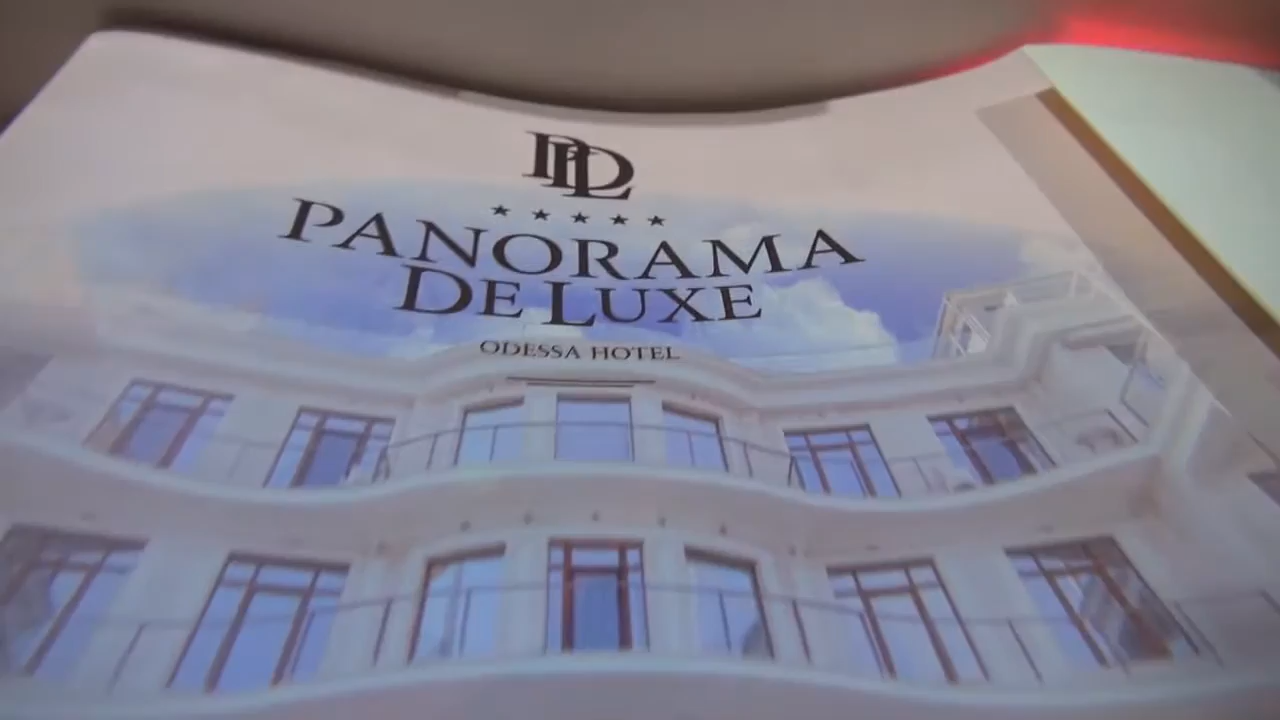 PDL
★★★★★
PANORAMA
DE LUXE
ODESSA HOTEL